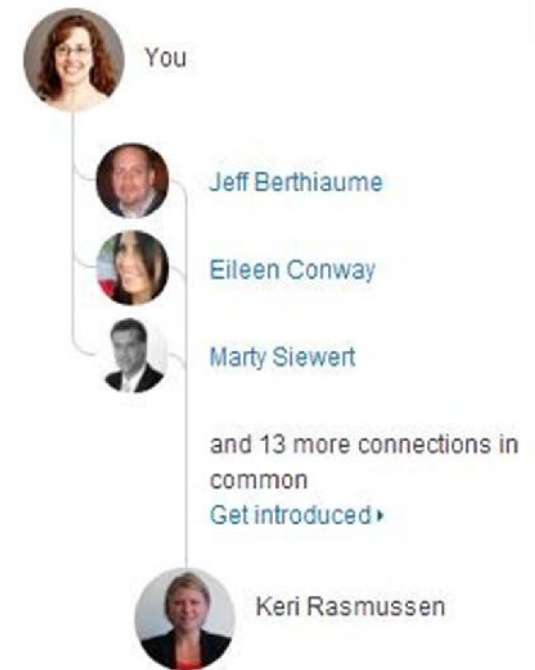 You
Jeff Berthiaume
Eileen Conway
Marty Siewert
and 13 more connections in
common
Get introduced
Keri Rasmussen